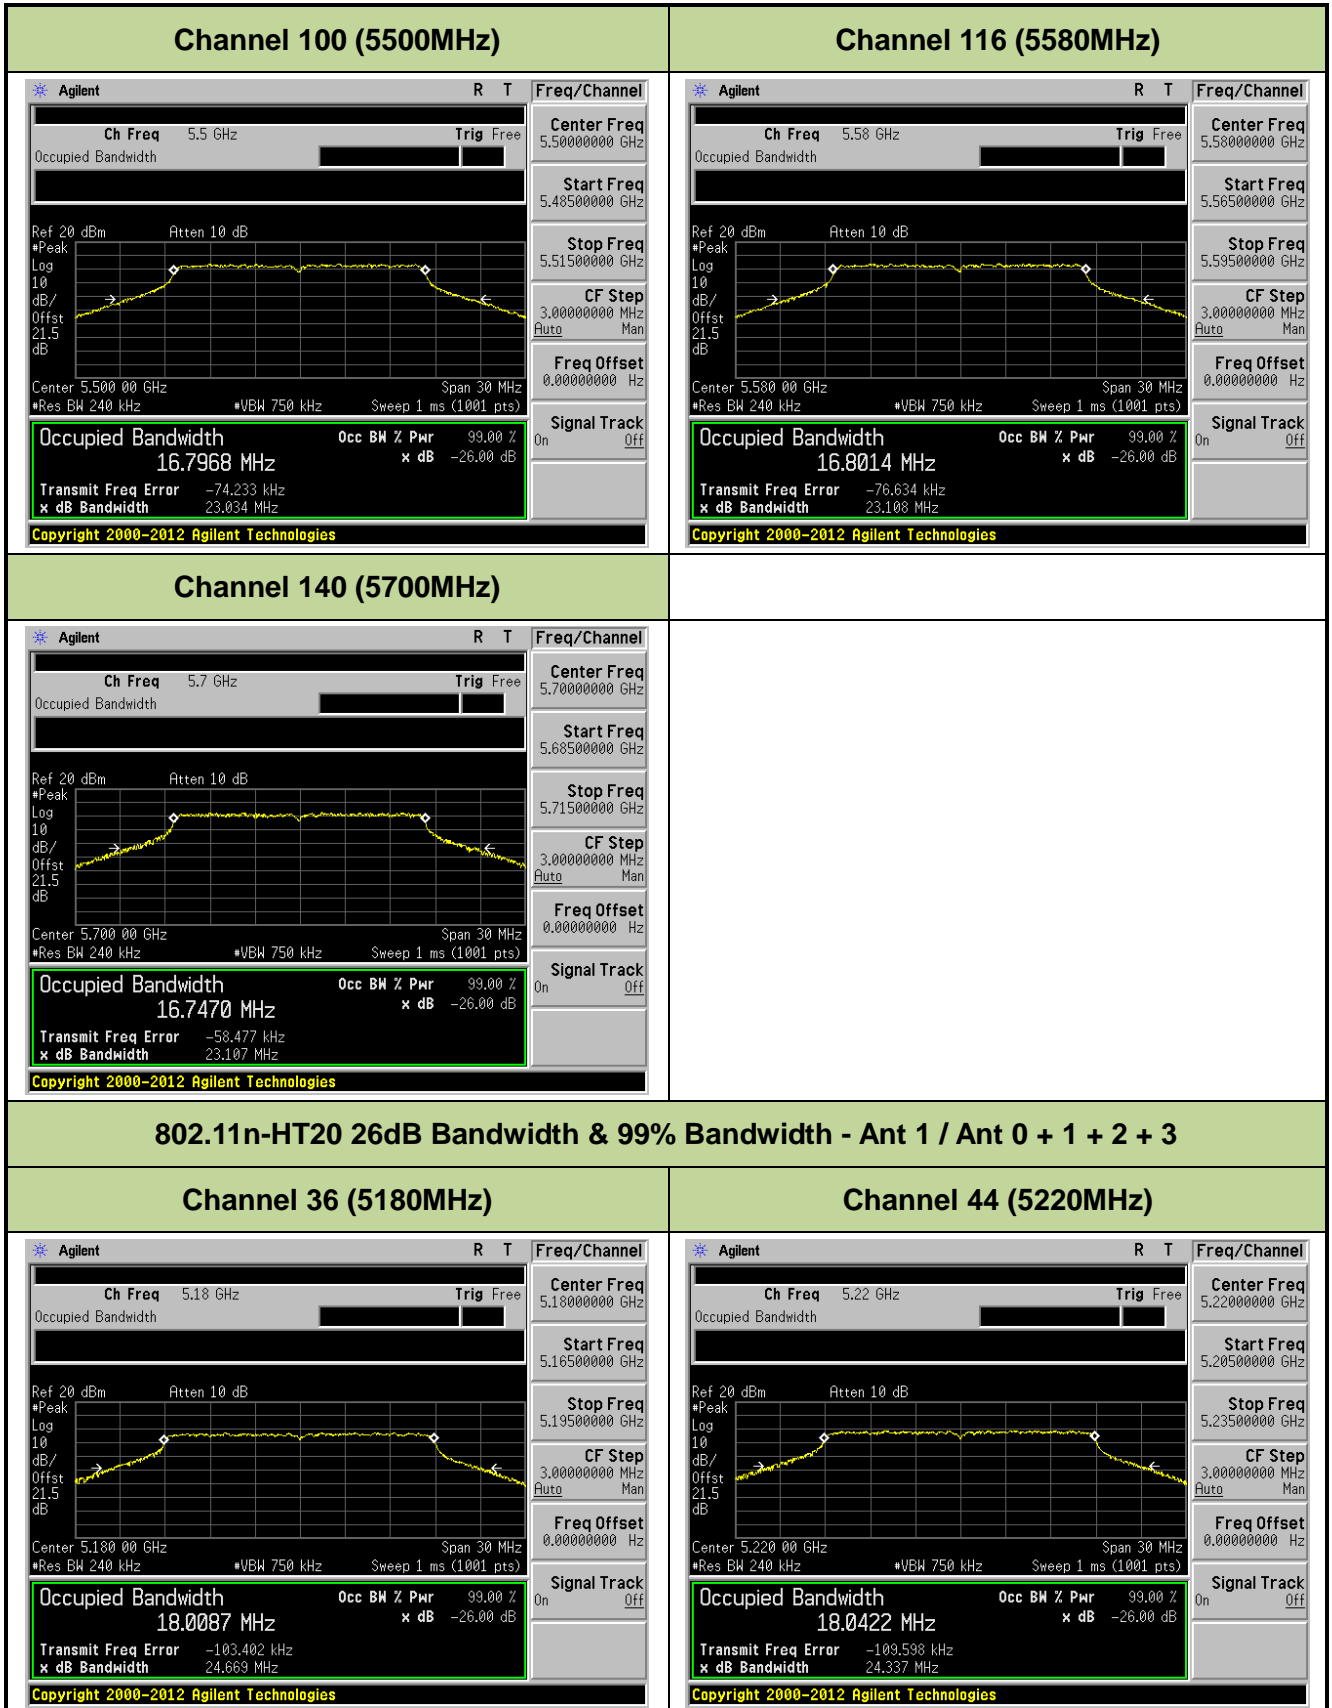 Channel 100 (5500MHz)
Channel 116 (5580MHz)
Agilent R T Freq/Channel
Ch Freq 5.5 GHz Trig Free
Occupied Bandwidth
Center Freq
5.50000000 GHz
Start Freq
5.48500000 GHz
Stop Freq
5.51500000 GHz
CF Step
3.00000000 MHz
Auto Man
Freq Offset
0.00000000 Hz
Signal Track
On Off
Ref 20 dBm Atten 10 dB
#Peak
Log
10
dB/
Offst
21.5
dB
Center 5.500 00 GHz Span 30 MHz
#Res BW 240 kHz #VBW 750 kHz Sweep 1 ms (1001 pts)
Occupied Bandwidth Occ BW % Pwr 99.00 %
16.7968 MHz x dB -26.00 dB
Transmit Freq Error -74.233 kHz
x dB Bandwidth 23.034 MHz
Copyright 2000-2012 Agilent Technologies
Agilent R T Freq/Channel
Ch Freq 5.58 GHz Trig Free
Occupied Bandwidth
Center Freq
5.58000000 GHz
Start Freq
5.56500000 GHz
Stop Freq
5.59500000 GHz
CF Step
3.00000000 MHz
Auto Man
Freq Offset
0.00000000 Hz
Signal Track
On Off
Ref 20 dBm Atten 10 dB
#Peak
Log
10
dB/
Offst
21.5
dB
Center 5.580 00 GHz Span 30 MHz
#Res BW 240 kHz #VBW 750 kHz Sweep 1 ms (1001 pts)
Occupied Bandwidth Occ BW % Pwr 99.00 %
16.8014 MHz x dB -26.00 dB
Transmit Freq Error -76.634 kHz
x dB Bandwidth 23.108 MHz
Copyright 2000-2012 Agilent Technologies
Channel 140 (5700MHz)
Agilent R T Freq/Channel
Ch Freq 5.7 GHz Trig Free
Occupied Bandwidth
Center Freq
5.70000000 GHz
Start Freq
5.68500000 GHz
Stop Freq
5.71500000 GHz
CF Step
3.00000000 MHz
Auto Man
Freq Offset
0.00000000 Hz
Signal Track
On Off
Ref 20 dBm Atten 10 dB
#Peak
Log
10
dB/
Offst
21.5
dB
Center 5.700 00 GHz Span 30 MHz
#Res BW 240 kHz #VBW 750 kHz Sweep 1 ms (1001 pts)
Occupied Bandwidth Occ BW % Pwr 99.00 %
16.7470 MHz x dB -26.00 dB
Transmit Freq Error -58.477 kHz
x dB Bandwidth 23.107 MHz
Copyright 2000-2012 Agilent Technologies
802.11n-HT20 26dB Bandwidth & 99% Bandwidth - Ant 1 / Ant 0 + 1 + 2 + 3
Channel 36 (5180MHz)
Channel 44 (5220MHz)
Agilent R T Freq/Channel
Ch Freq 5.18 GHz Trig Free
Occupied Bandwidth
Center Freq
5.18000000 GHz
Start Freq
5.16500000 GHz
Stop Freq
5.19500000 GHz
CF Step
3.00000000 MHz
Auto Man
Freq Offset
0.00000000 Hz
Signal Track
On Off
Ref 20 dBm Atten 10 dB
#Peak
Log
10
dB/
Offst
21.5
dB
Center 5.180 00 GHz Span 30 MHz
#Res BW 240 kHz #VBW 750 kHz Sweep 1 ms (1001 pts)
Occupied Bandwidth Occ BW % Pwr 99.00 %
18.0087 MHz x dB -26.00 dB
Transmit Freq Error -103.402 kHz
x dB Bandwidth 24.669 MHz
Copyright 2000-2012 Agilent Technologies
Agilent R T Freq/Channel
Ch Freq 5.22 GHz Trig Free
Occupied Bandwidth
Center Freq
5.22000000 GHz
Start Freq
5.20500000 GHz
Stop Freq
5.23500000 GHz
CF Step
3.00000000 MHz
Auto Man
Freq Offset
0.00000000 Hz
Signal Track
On Off
Ref 20 dBm Atten 10 dB
#Peak
Log
10
dB/
Offst
21.5
dB
Center 5.220 00 GHz Span 30 MHz
#Res BW 240 kHz #VBW 750 kHz Sweep 1 ms (1001 pts)
Occupied Bandwidth Occ BW % Pwr 99.00 %
18.0422 MHz x dB -26.00 dB
Transmit Freq Error -109.598 kHz
x dB Bandwidth 24.337 MHz
Copyright 2000-2012 Agilent Technologies